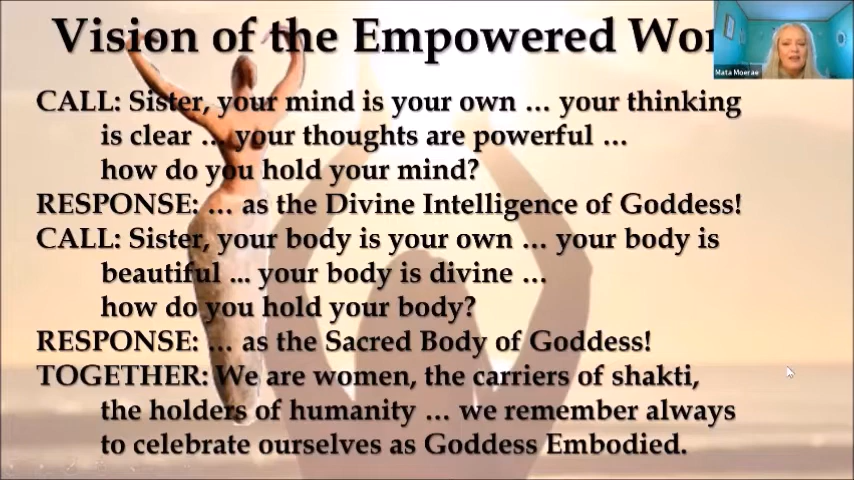 Vision of the Empowered Wo
Mata Moerae
CALL: Sister, your mind is your own … your thinking
is clear … your thoughts are powerful …
how do you hold your mind?
RESPONSE: … as the Divine Intelligence of Goddess!
CALL: Sister, your body is your own … your body is
beautiful ... your body is divine …
how do you hold your body?
RESPONSE: … as the Sacred Body of Goddess!
TOGETHER: We are women, the carriers of shakti,
the holders of humanity … we remember always
to celebrate ourselves as Goddess Embodied.